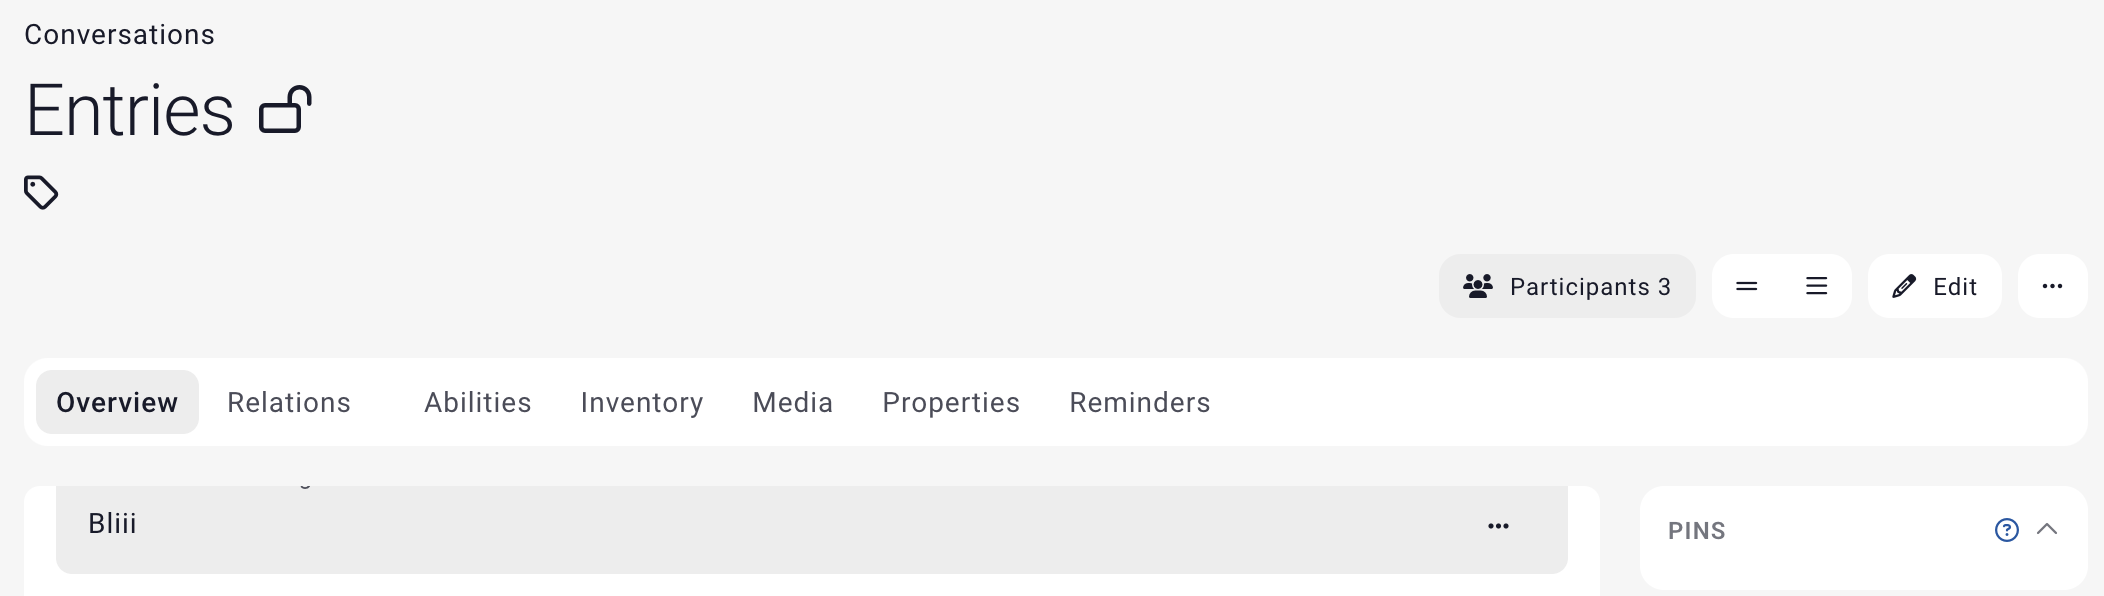 Conversations
Entries
Participants 3
Edit
Overview Relations Abilities Inventory Media Properties Reminders
Bliii
PINS